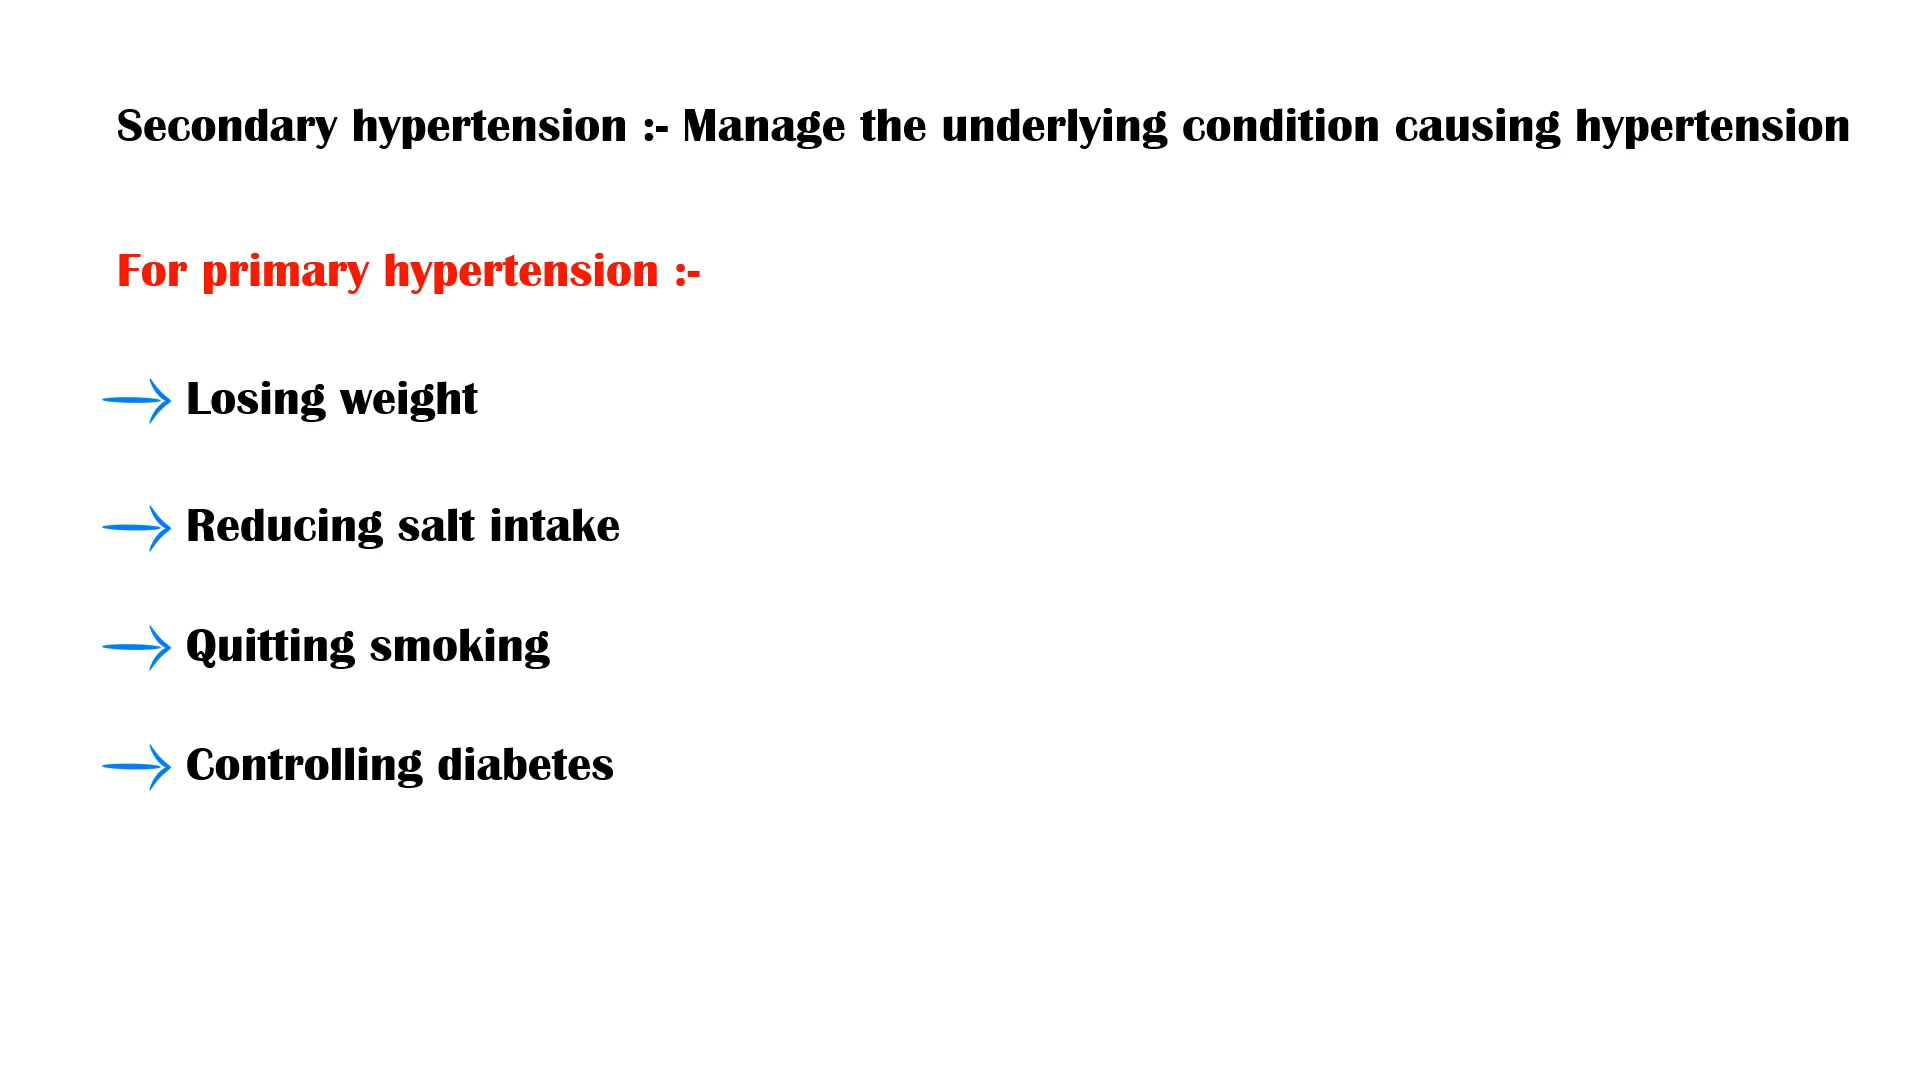 Secondary hypertension :- Manage the underlying condition causing hypertension
For primary hypertension :-
→ Losing weight
→ Reducing salt intake
→ Quitting smoking
→ Controlling diabetes